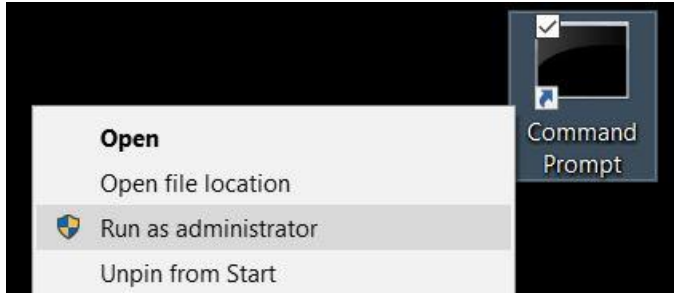 Command
Prompt
Open
Open file location
Run as administrator
Unpin from Start